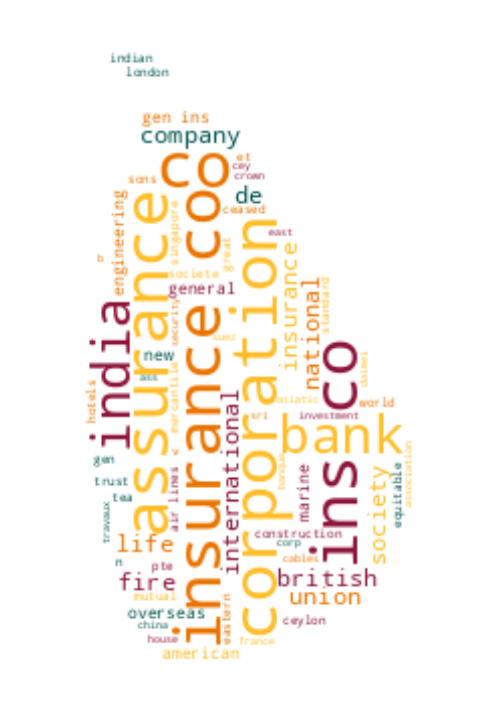 indian
london
gen ins
company
co
et
cey
crown
sons
de
ceased
engineering
assurance
singapore
insurance co
great
corporation
east
b
societe
general
insurance
national
standard
india
security
suez
new
ass
mercantile
ins co
daimei
hotels
international
asiatic
sri
investment
world
bank
gen
trust
tea
travaux
air lines
banque
marine
society
equitable
association
life
construction
corp
n
pte
cables
fire
british
mutual
union
overseas
china
ceylon
house
eastern
france
american